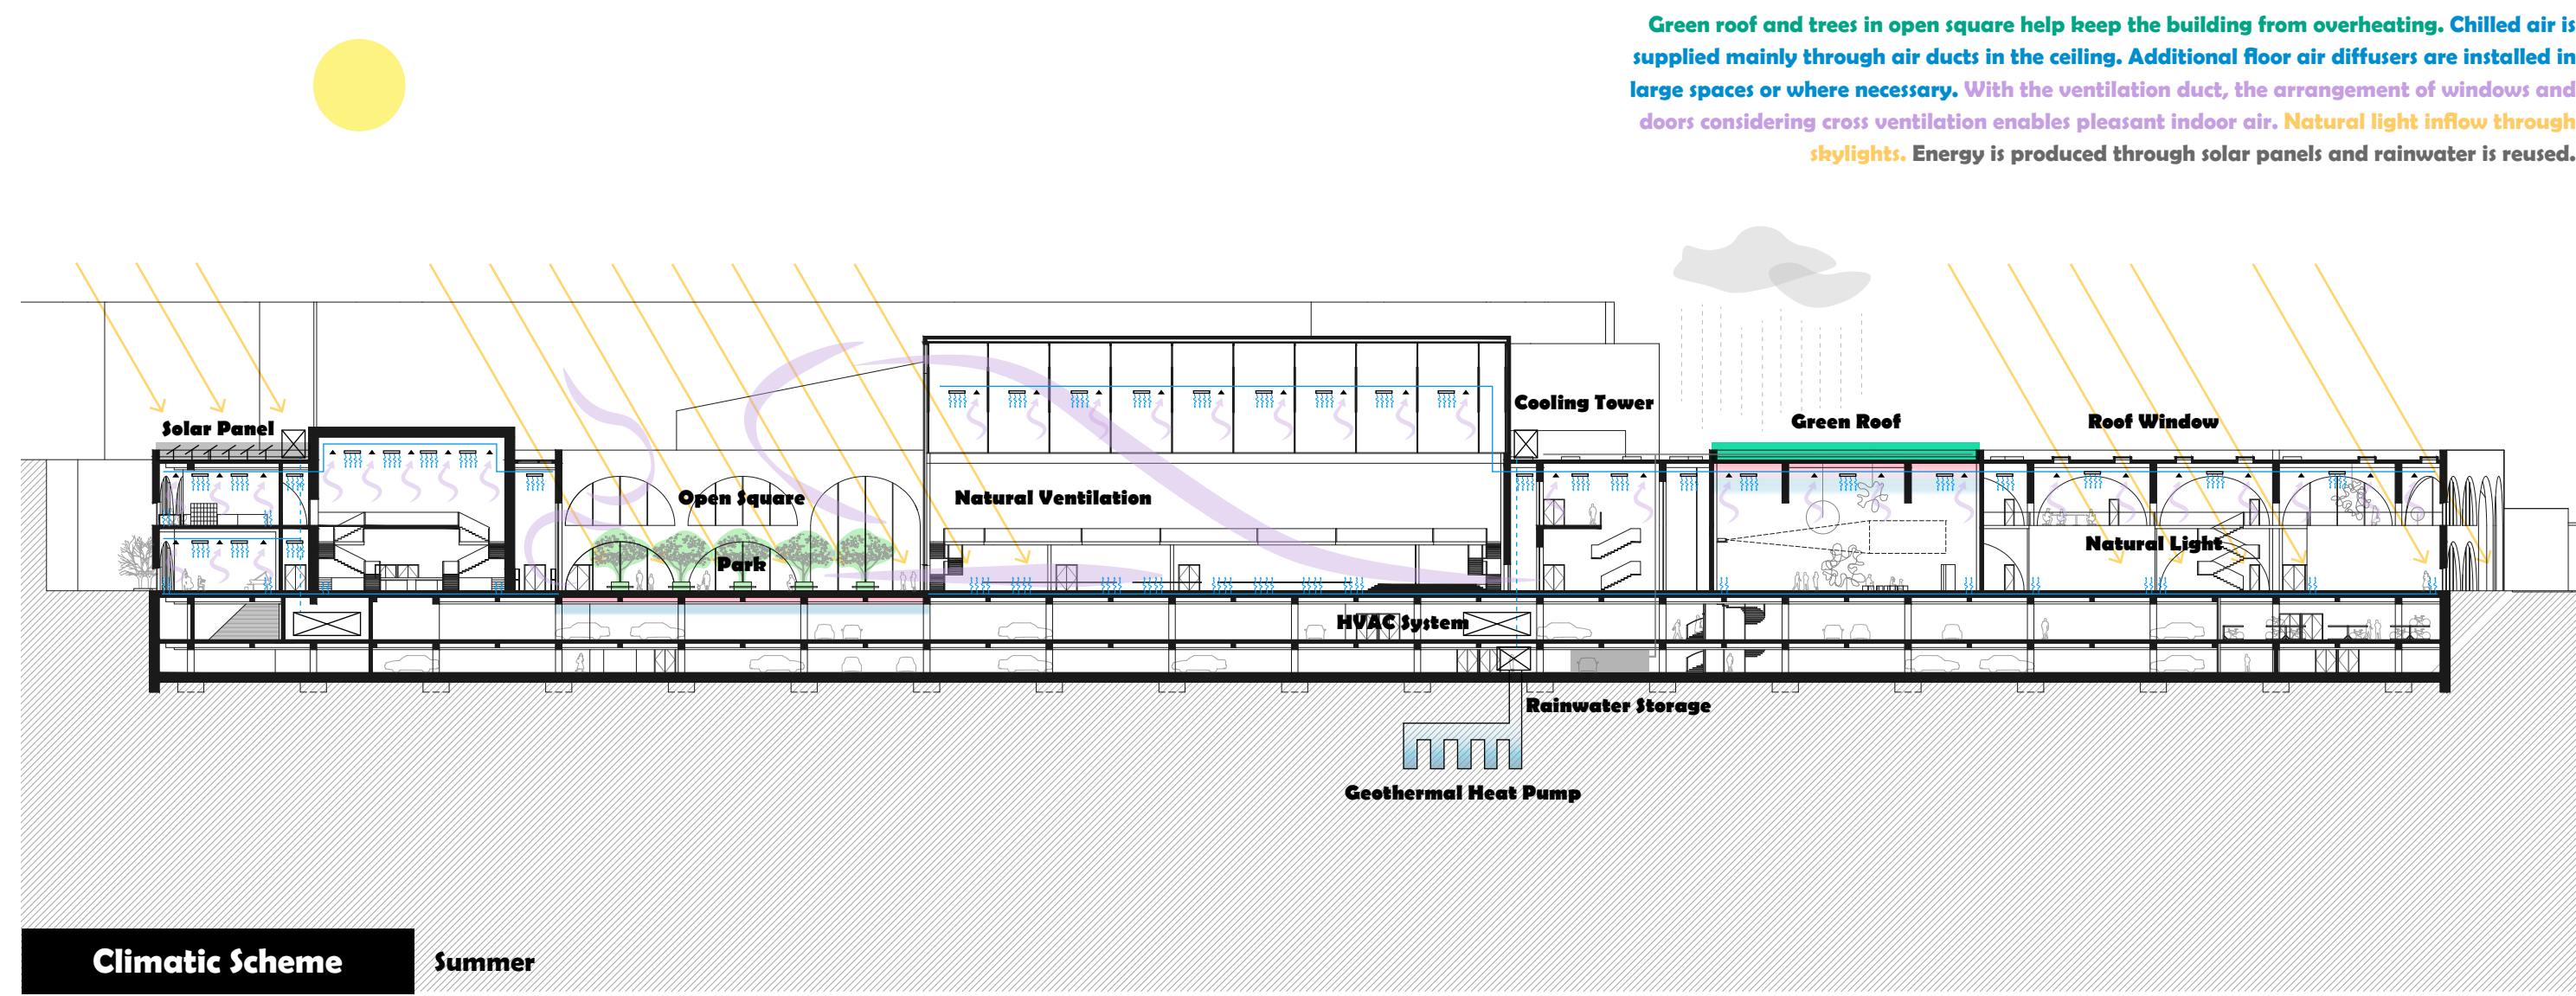 Green roof and trees in open square help keep the building from overheating. Chilled air is
supplied mainly through air ducts in the ceiling. Additional floor air diffusers are installed in
large spaces or where necessary. With the ventilation duct, the arrangement of windows and
doors considering cross ventilation enables pleasant indoor air. Natural light inflow through
skylights. Energy is produced through solar panels and rainwater is reused.
Cooling Tower
Solar Panel
Green Roof
Roof Window
Open Square
Natural Ventilation
Natural Light
Park
HVAC System
Rainwater Storage
Geothermal Heat Pump
Climatic Scheme
Summer